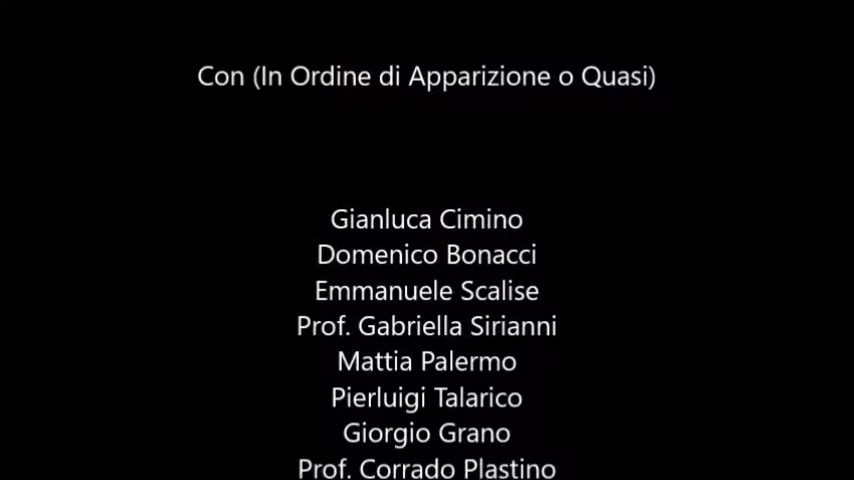 Con (In Ordine di Apparizione o Quasi)
Gianluca Cimino
Domenico Bonacci
Emmanuele Scalise
Prof. Gabriella Sirianni
Mattia Palermo
Pierluigi Talarico
Giorgio Grano
Prof. Corrado Plastino